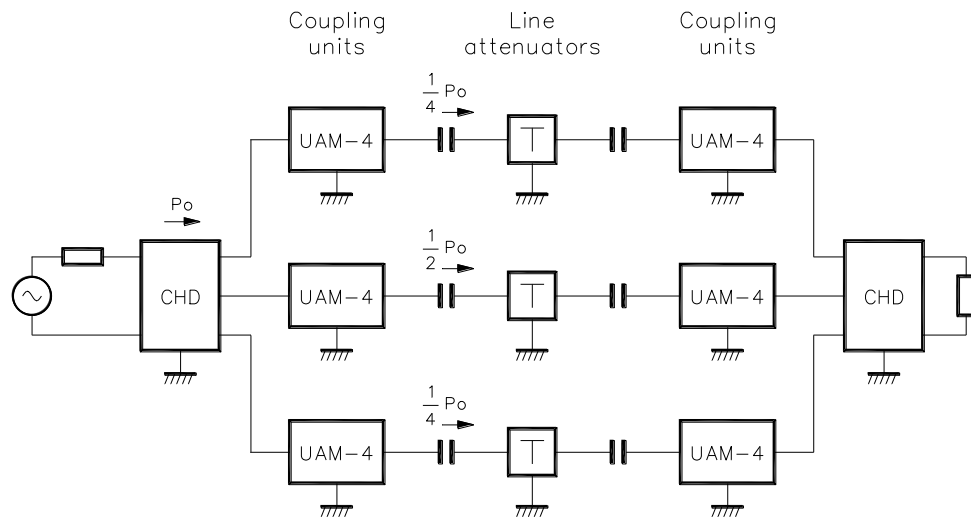 Coupling
units
Line
attenuators
Coupling
units
1/4 Po
UAM-4
T
UAM-4
Po
1/2 Po
CHD
UAM-4
T
UAM-4
CHD
1/4 Po
UAM-4
T
UAM-4